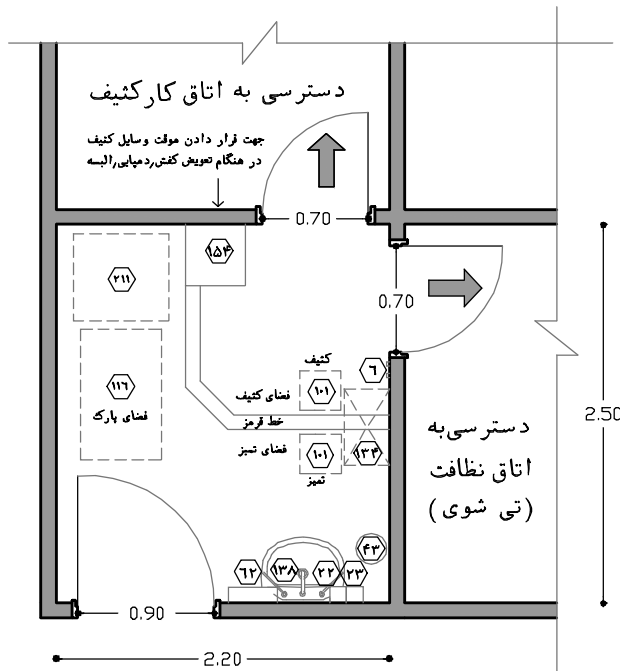 دسترسی به اتاق کارکثیف
جهت قرار دادن موقت وسایل کثیف
در هنگام تعویض کفش,دمپایی,البسه
0.70
۱۵۴
۲۱۱
0.70
کثیف
۶
۱۱۶
۱۰۱
فضای کثیف
فضای پارک
خط قرمز
2.50
دسترسی به
اتاق نظافت
(تی شوی)
فضای تمیز
۱۰۱
۱۳۴
تمیز
۴۳
۶۲
۱۳۸
۲۲
۲۳
0.90
2.20